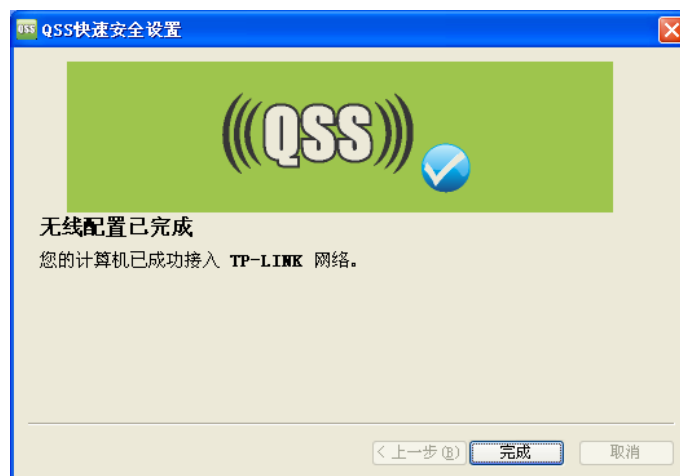 QSS QSS快速安全设置
(((QSS)))
无线配置已完成
您的计算机已成功接入 TP-LINK 网络。
< 上一步(B) 完成 取消